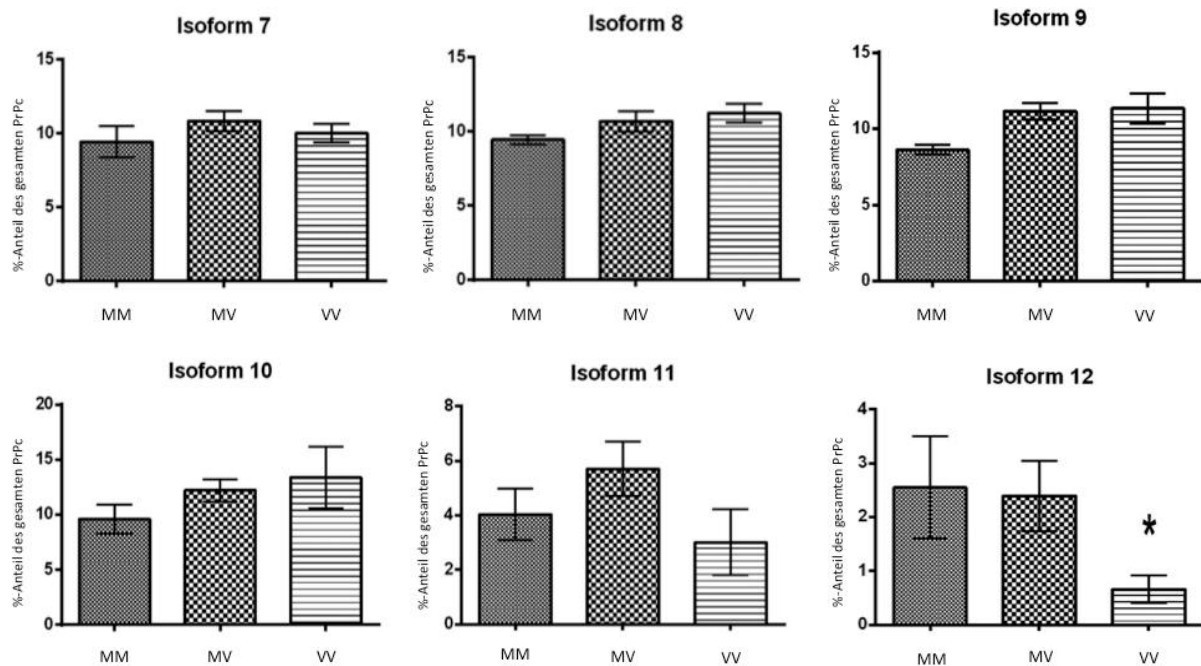 Isoform 7
%-Anteil des gesamten PrPc
15
10
5
0
MM MV VV
Isoform 8
%-Anteil des gesamten PrPc
15
10
5
0
MM MV VV
Isoform 9
%-Anteil des gesamten PrPc
15
10
5
0
MM MV VV
Isoform 10
%-Anteil des gesamten PrPc
20
15
10
5
0
MM MV VV
Isoform 11
%-Anteil des gesamten PrPc
8
6
4
2
0
MM MV VV
Isoform 12
%-Anteil des gesamten PrPc
4
3
2
1
0
*
MM MV VV